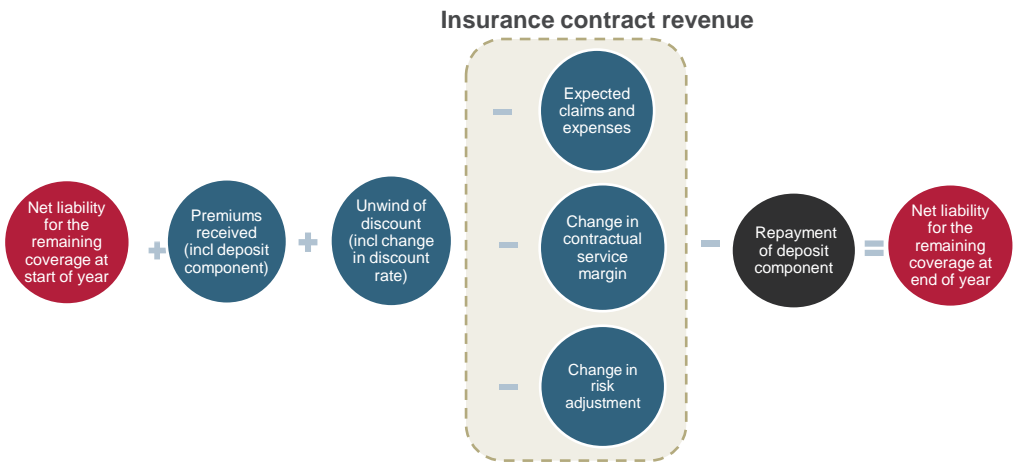 Insurance contract revenue
Net liability
for the
remaining
coverage at
start of year
+
Premiums
received
(incl deposit
component)
+
Unwind of
discount
(incl change
in discount
rate)
-
Expected
claims and
expenses
-
Change in
contractual
service
margin
-
Change in
risk
adjustment
-
Repayment
of deposit
component
=
Net liability
for the
remaining
coverage at
end of year